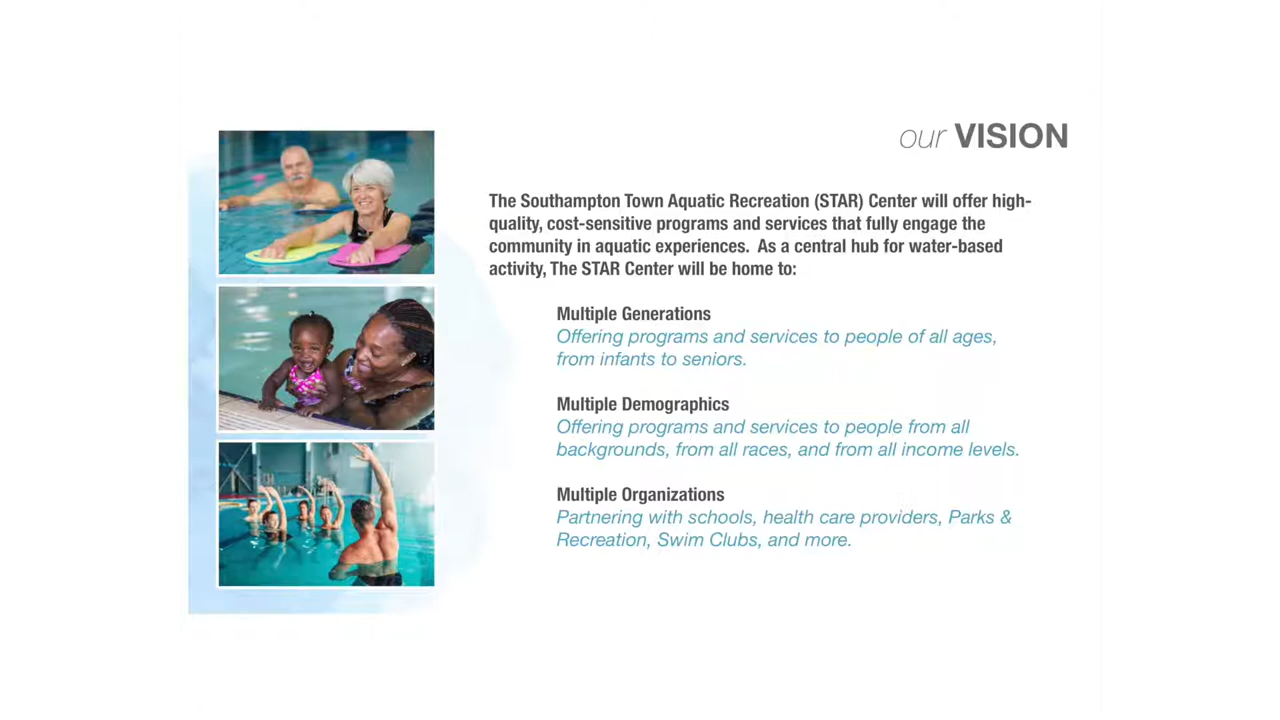 our VISION
The Southampton Town Aquatic Recreation (STAR) Center will offer high-
quality, cost-sensitive programs and services that fully engage the
community in aquatic experiences.  As a central hub for water-based
activity, The STAR Center will be home to:
Multiple Generations
Offering programs and services to people of all ages,
from infants to seniors.
Multiple Demographics
Offering programs and services to people from all
backgrounds, from all races, and from all income levels.
Multiple Organizations
Partnering with schools, health care providers, Parks &
Recreation, Swim Clubs, and more.